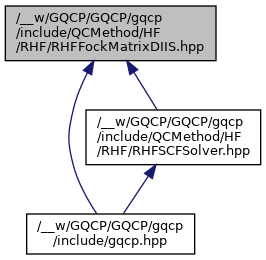 /__w/GQCP/GQCP/gqcp
/include/QCMethod/HF
/RHF/RHFFockMatrixDIIS.hpp
/__w/GQCP/GQCP/gqcp
/include/QCMethod/HF
/RHF/RHFSCFSolver.hpp
/__w/GQCP/GQCP/gqcp
/include/gqcp.hpp